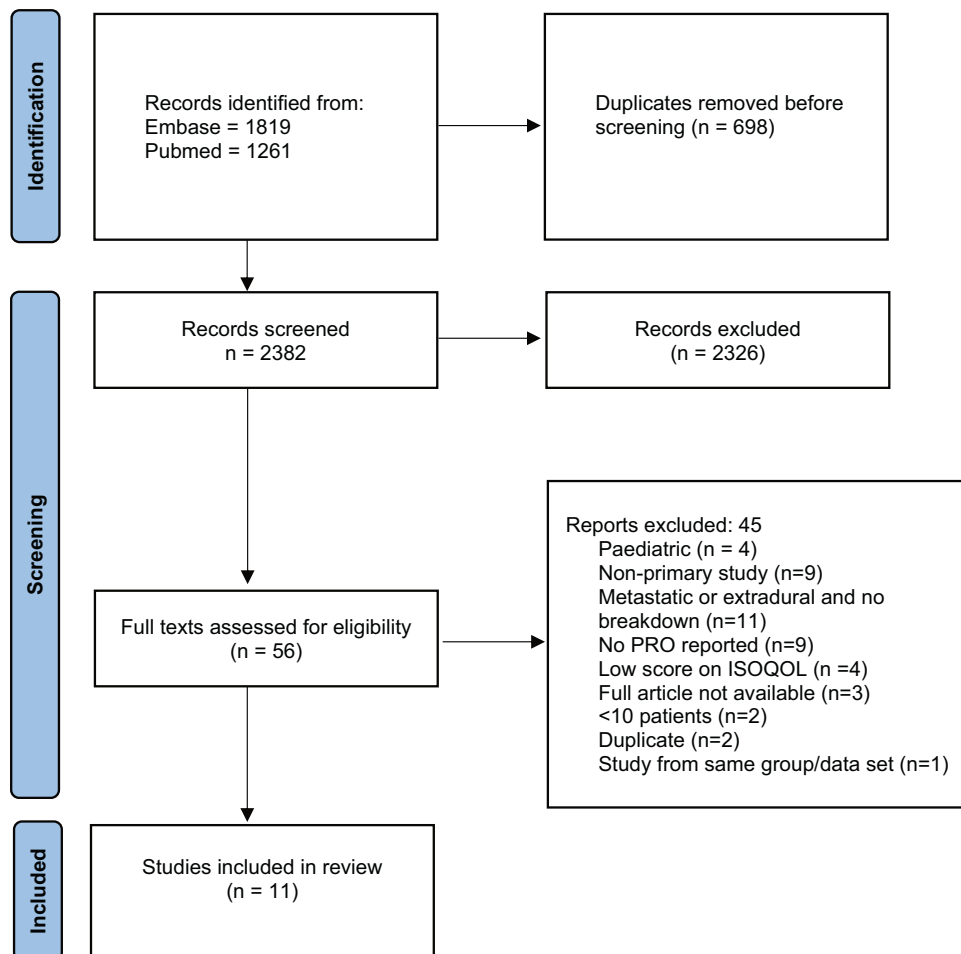 Identification
Records identified from:
Embase = 1819
Pubmed = 1261
Duplicates removed before
screening (n = 698)
Screening
Records screened
n = 2382
Records excluded
(n = 2326)
Full texts assessed for eligibility
(n = 56)
Reports excluded: 45
Paediatric (n = 4)
Non-primary study (n=9)
Metastatic or extradural and no
breakdown (n=11)
No PRO reported (n=9)
Low score on ISOQOL (n =4)
Full article not available (n=3)
<10 patients (n=2)
Duplicate (n=2)
Study from same group/data set (n=1)
Included
Studies included in review
(n = 11)